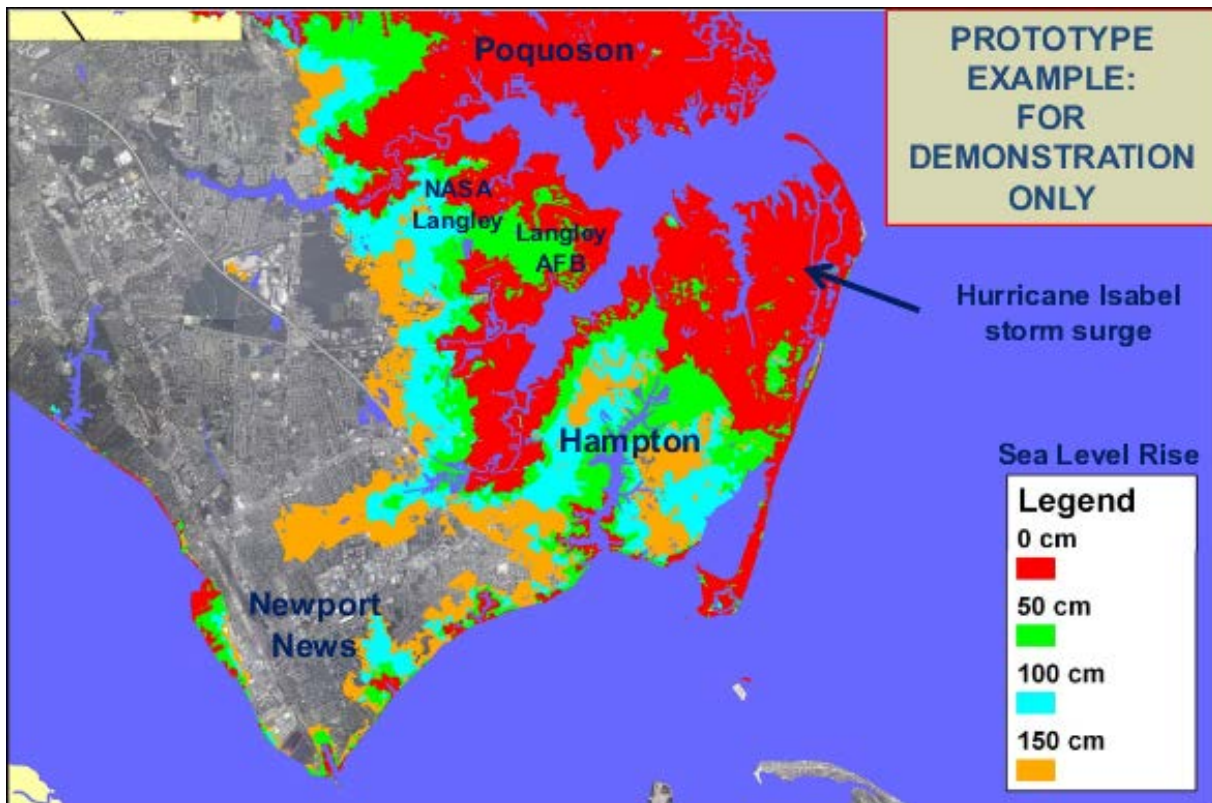 Poquoson
PROTOTYPE
EXAMPLE:
FOR
DEMONSTRATION
ONLY
NASA
Langley
Langley
AFB
Hurricane Isabel
storm surge
Hampton
Newport
News
Sea Level Rise
Legend
0 cm
50 cm
100 cm
150 cm